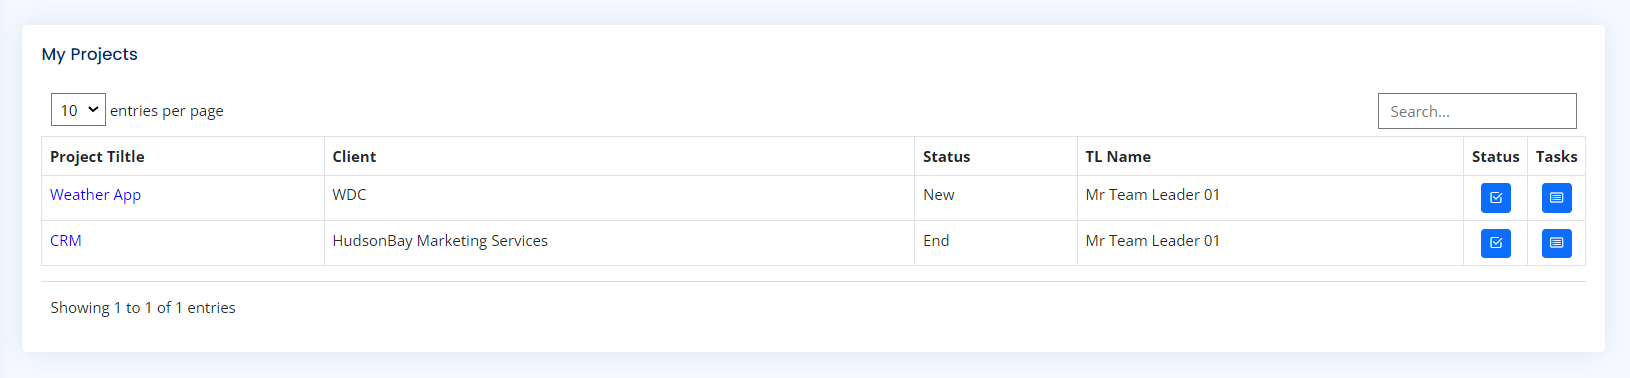 My Projects
10 entries per page
Search...
Project Tiltle Client Status TL Name Status Tasks
Weather App WDC New Mr Team Leader 01
CRM HudsonBay Marketing Services End Mr Team Leader 01
Showing 1 to 1 of 1 entries